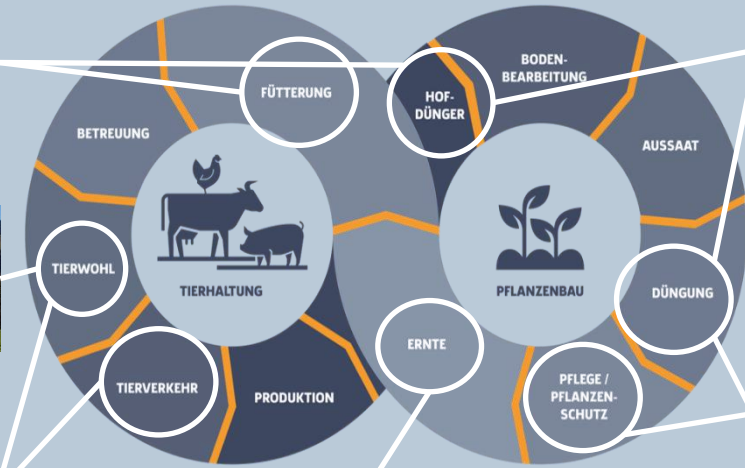 FÜTTERUNG
BETREUUNG
TIERWOHL
TIERVERKEHR
PRODUKTION
TIERHALTUNG
HOF-
DÜNGER
BODEN-
BEARBEITUNG
AUSSAAT
DÜNGUNG
PFLEGE /
PFLANZEN-
SCHUTZ
ERNTE
PFLANZENBAU